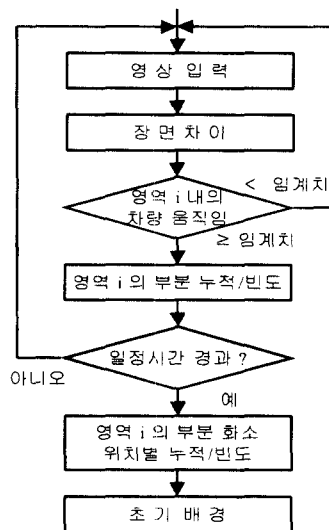 영상 입력
장면차이
< 임계치
영역 i 내의
차량 움직임
≥ 임계치
영역 i 의 부분 누적/빈도
일정시간 경과?
아니오
예
영역 i 의 부분 화소
위치별 누적/빈도
초기 배경